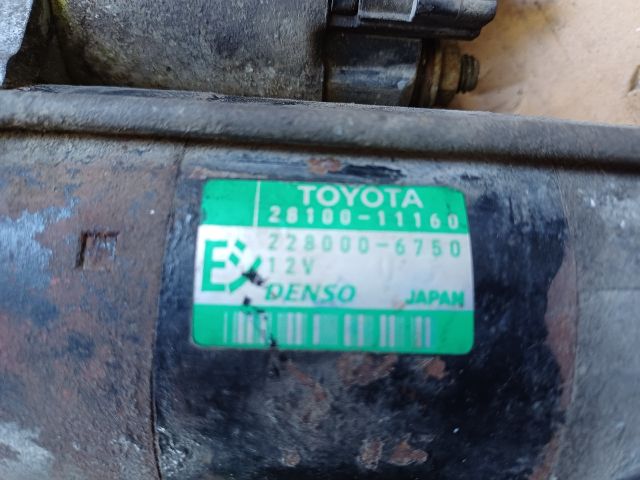 TOYOTA
28100-11160
228000-6750
12V
DENSO JAPAN